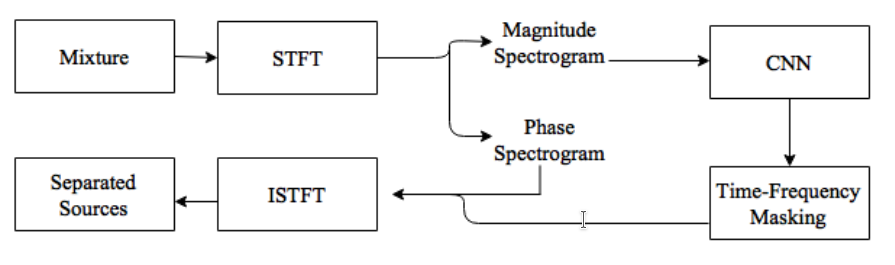 Mixture
STFT
Magnitude
Spectrogram
CNN
Phase
Spectrogram
Separated
Sources
ISTFT
Time-Frequency
Masking